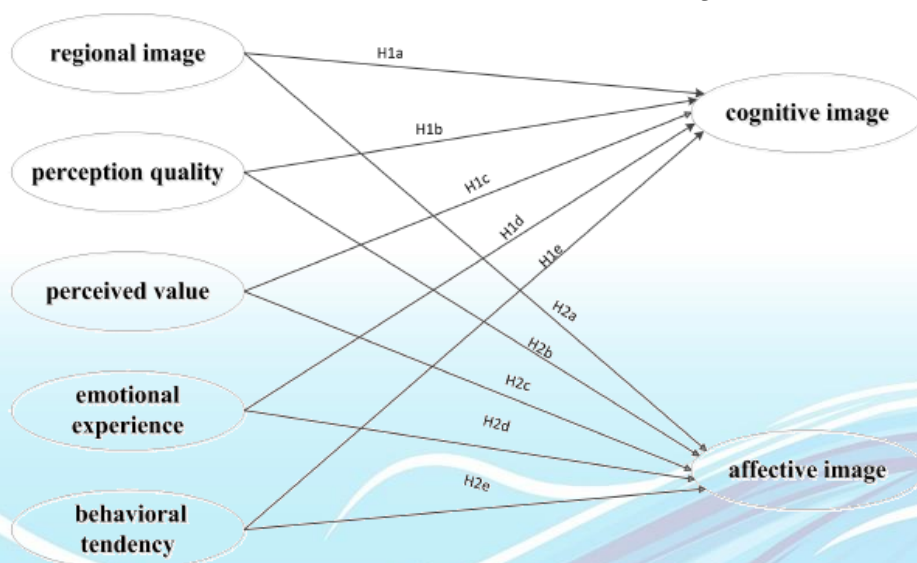 regional image
H1a
cognitive image
H1b
perception quality
H1c
H1d
H1e
perceived value
H2a
H2b
H2c
emotional
experience
H2d
affective image
H2e
behavioral
tendency